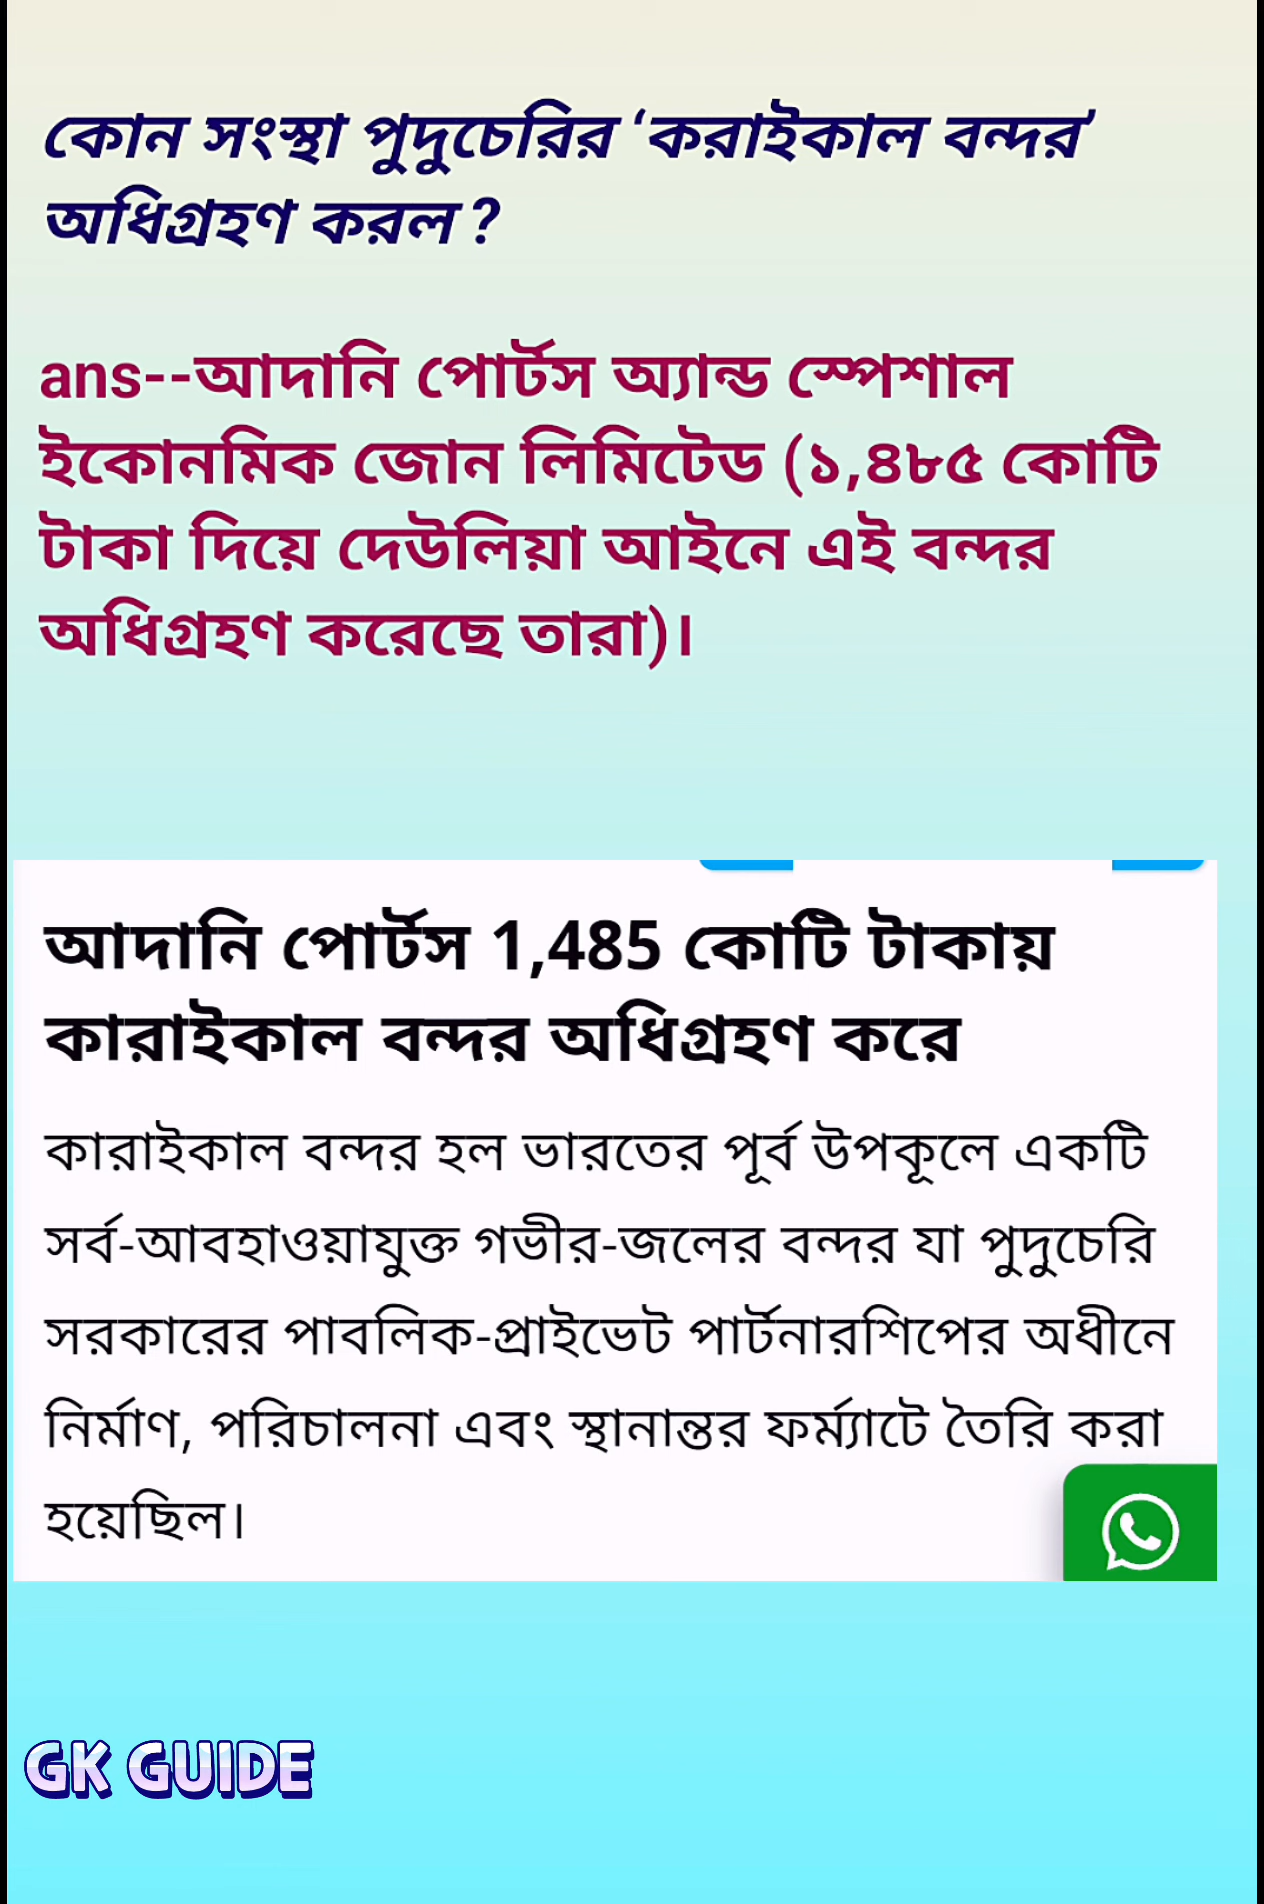 কোন সংস্থা পুদুচেরির ‘করাইকাল বন্দর’
অধিগ্রহণ করল ?
ans--আদানি পোর্টস অ্যান্ড স্পেশাল
ইকোনমিক জোন লিমিটেড (১,৪৮৫ কোটি
টাকা দিয়ে দেউলিয়া আইনে এই বন্দর
অধিগ্রহণ করেছে তারা)।
আদানি পোর্টস 1,485 কোটি টাকায়
কারাইকাল বন্দর অধিগ্রহণ করে
কারাইকাল বন্দর হল ভারতের পূর্ব উপকূলে একটি
সর্ব-আবহাওয়াযুক্ত গভীর-জলের বন্দর যা পুদুচেরি
সরকারের পাবলিক-প্রাইভেট পার্টনারশিপের অধীনে
নির্মাণ, পরিচালনা এবং স্থানান্তর ফর্ম্যাটে তৈরি করা
হয়েছিল।
GK GUIDE